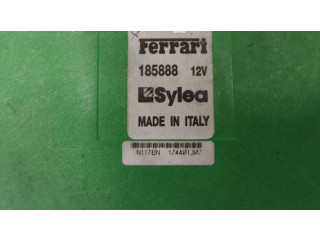 Ferrari
185888 12V
Sylea
MADE IN ITALY